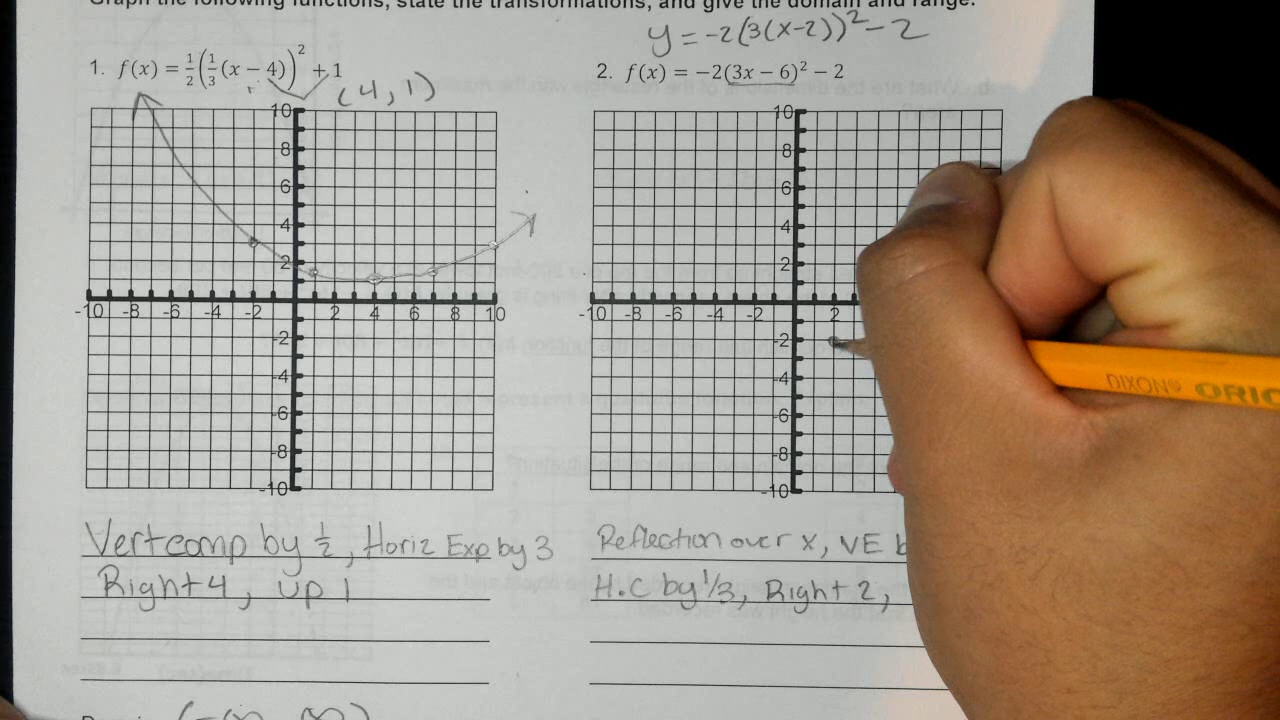 Graph the following functions, state the transformations, and give the domain and range.
y = -2(3(x-2))² - 2
1. f(x) = ½(⅓(x − 4))² + 1
(4, 1)
2. f(x) = −2(3x − 6)² − 2
10
8
6
4
2
-10 -8 -6 -4 -2 2 4 6 8 10
-2
-4
-6
-8
-10
10
8
6
4
2
-10 -8 -6 -4 -2 2
-2
-4
-6
-8
-10
DIXON® ORIO
Vert comp by ½, Horiz Exp by 3
Right 4, up 1
Reflection over x, VE b
H.C by 1/3, Right 2,
(-∞, ∞)